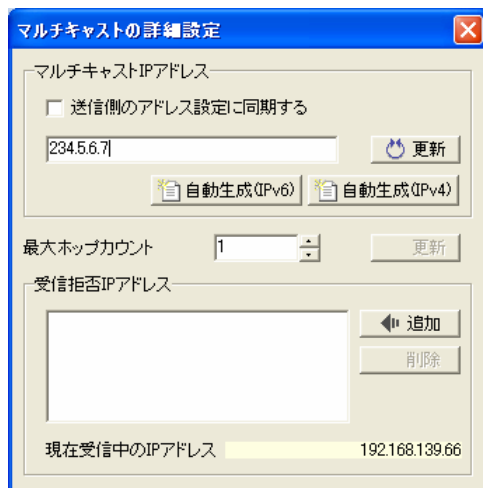 マルチキャストの詳細設定
マルチキャストIPアドレス
送信側のアドレス設定に同期する
234.5.6.7 更新
自動生成(IPv6) 自動生成(IPv4)
最大ホップカウント 1 更新
受信拒否IPアドレス
追加
削除
現在受信中のIPアドレス 192.168.139.66